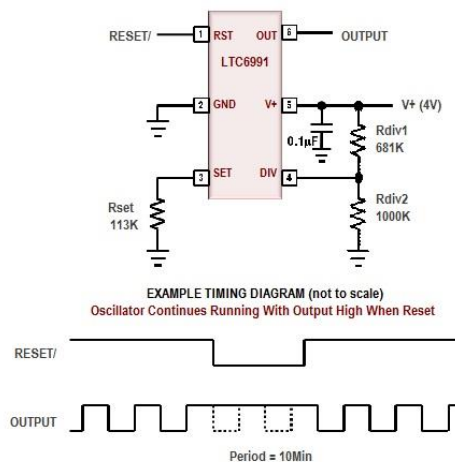 RESET/ 1 RST OUT 6 OUTPUT
LTC6991
2 GND V+ 5 V+ (4V)
0.1µF
Rdiv1
681K
3 SET DIV 4
Rset
113K
Rdiv2
1000K
EXAMPLE TIMING DIAGRAM (not to scale)
Oscillator Continues Running With Output High When Reset
RESET/
OUTPUT
Period = 10Min